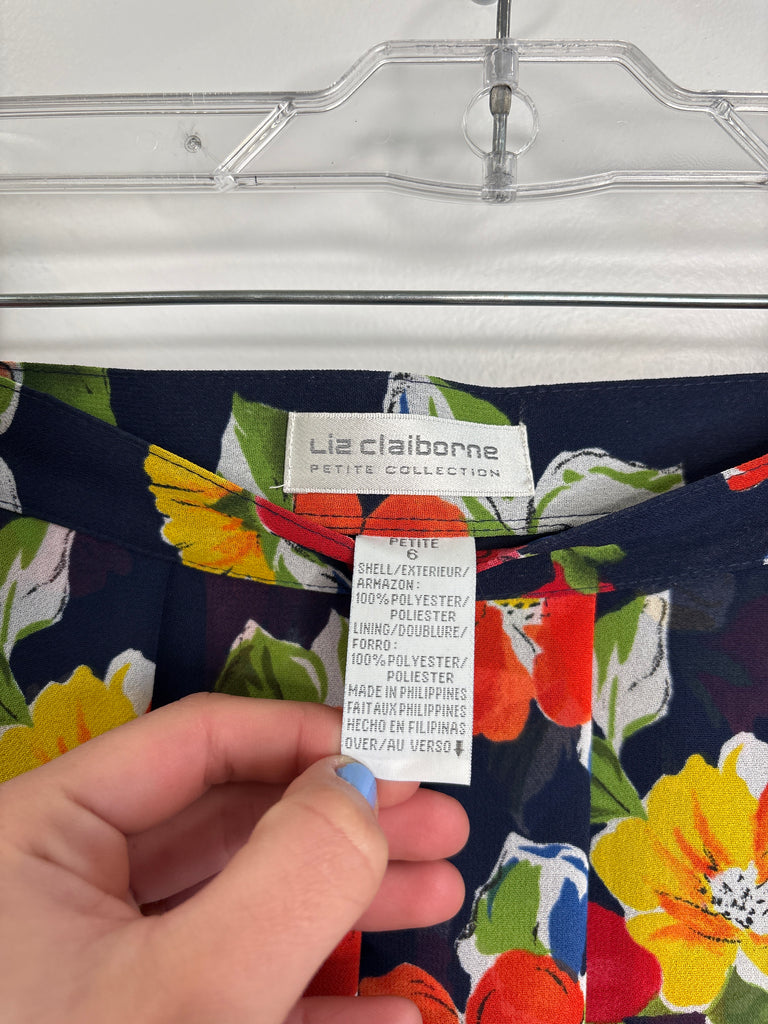 Liz claiborne
PETITE COLLECTION
PETITE
6
SHELL/EXTERIEUR/
ARMAZON:
100% POLYESTER/
POLIESTER
LINING/DOUBLURE/
FORRO:
100% POLYESTER/
POLIESTER
MADE IN PHILIPPINES
FAIT AUX PHILIPPINES
HECHO EN FILIPINAS
OVER/AU VERSO